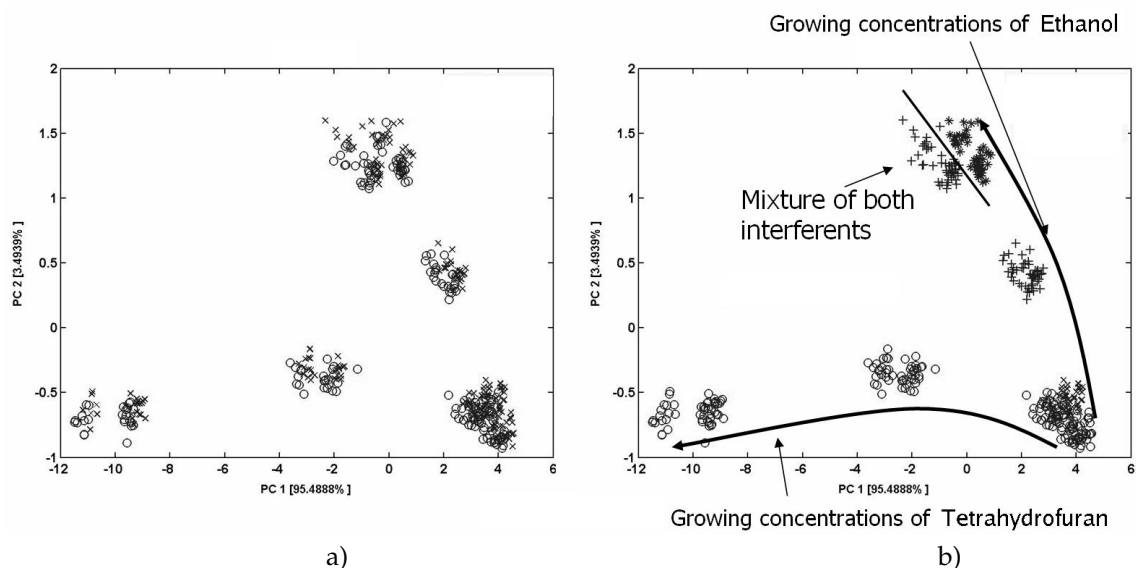 Growing concentrations of Ethanol
2
1.5
1
0.5
0
-0.5
-1
PC 2 [3.4939% ]
-12 -10 -8 -6 -4 -2 0 2 4 6
PC 1 [95.4888% ]
a)
2
1.5
1
0.5
0
-0.5
-1
PC 2 [3.4939% ]
Mixture of both
interferents
-12 -10 -8 -6 -4 -2 0 2 4 6
PC 1 [95.4888% ]
Growing concentrations of Tetrahydrofuran
b)